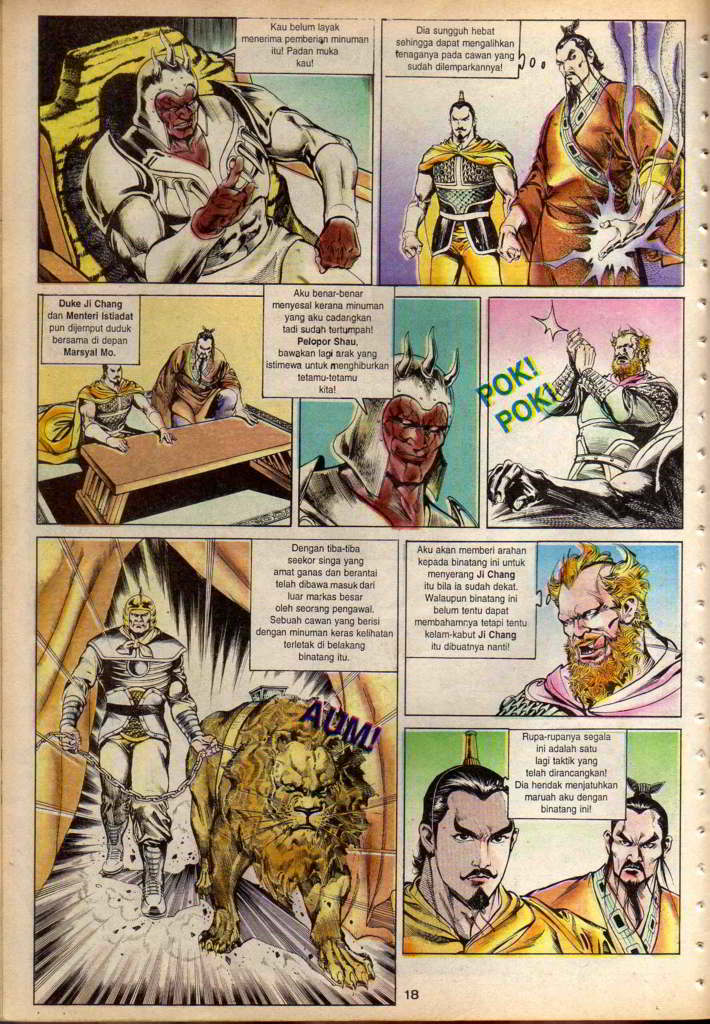 Kau belum layak
menerima pemberian minuman
itu! Padan muka
kau!
Dia sungguh hebat
sehingga dapat mengalihkan
tenaganya pada cawan yang
sudah dilemparkannya!
Duke Ji Chang
dan Menteri Istiadat
pun dijemput duduk
bersama di depan
Marsyal Mo.
Aku benar-benar
menyesal kerana minuman
yang aku cadangkan
tadi sudah tertumpah!
Pelopor Shau,
bawakan lagi arak yang
istimewa untuk menghiburkan
tetamu-tetamu
kita!
POK!
POK!
Dengan tiba-tiba
seekor singa yang
amat ganas dan berantai
telah dibawa masuk dari
luar markas besar
oleh seorang pengawal.
Sebuah cawan yang berisi
dengan minuman keras kelihatan
terletak di belakang
binatang itu.
AUM!
Aku akan memberi arahan
kepada binatang ini untuk
menyerang Ji Chang
itu bila ia sudah dekat.
Walaupun binatang ini
belum tentu dapat
membahamnya tetapi tentu
kelam-kabut Ji Chang
itu dibuatnya nanti!
Rupa-rupanya segala
ini adalah satu
lagi taktik yang
telah dirancangkan!
Dia hendak menjatuhkan
maruah aku dengan
binatang ini!
18